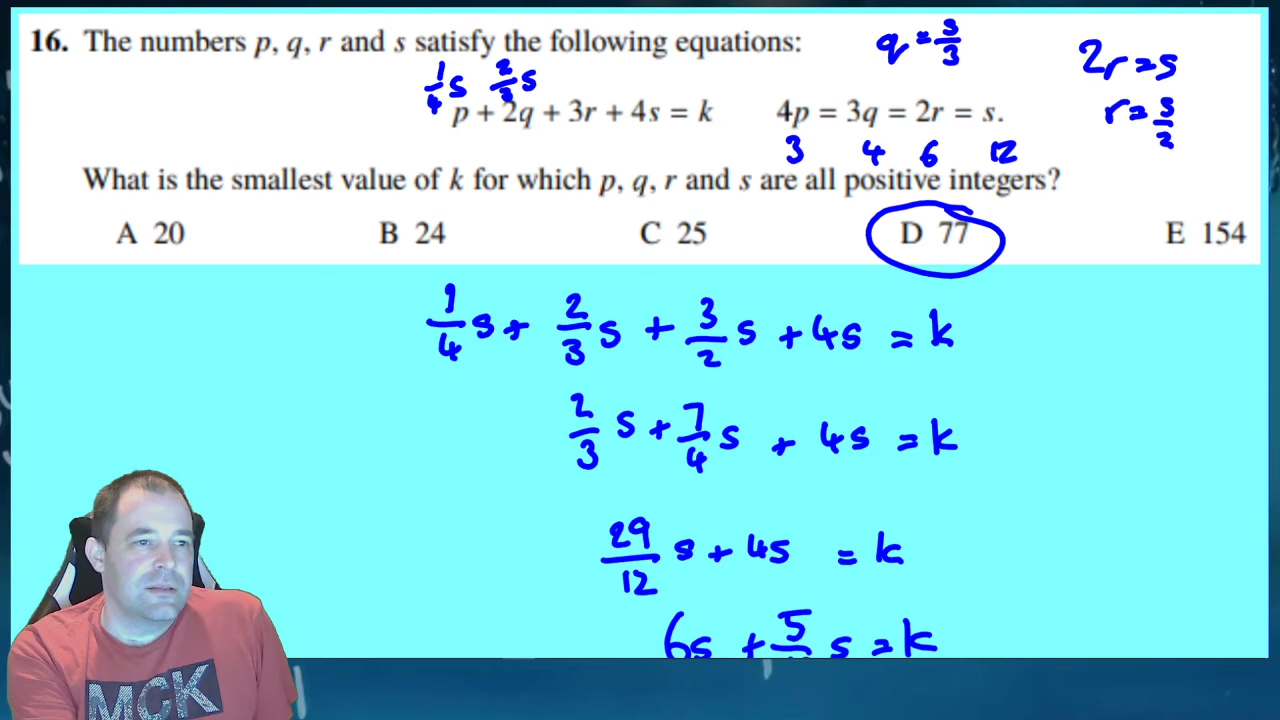 16. The numbers p, q, r and s satisfy the following equations:
q = s/3
2r = s
1/4 s 2/3 s
p + 2q + 3r + 4s = k 4p = 3q = 2r = s.
r = s/2
3 4 6 12
What is the smallest value of k for which p, q, r and s are all positive integers?
A 20 B 24 C 25 D 77 E 154
1/4 s + 2/3 s + 3/2 s + 4s = k
2/3 s + 7/4 s + 4s = k
29/12 s + 4s = k
6s + 5/ s = k
MCK